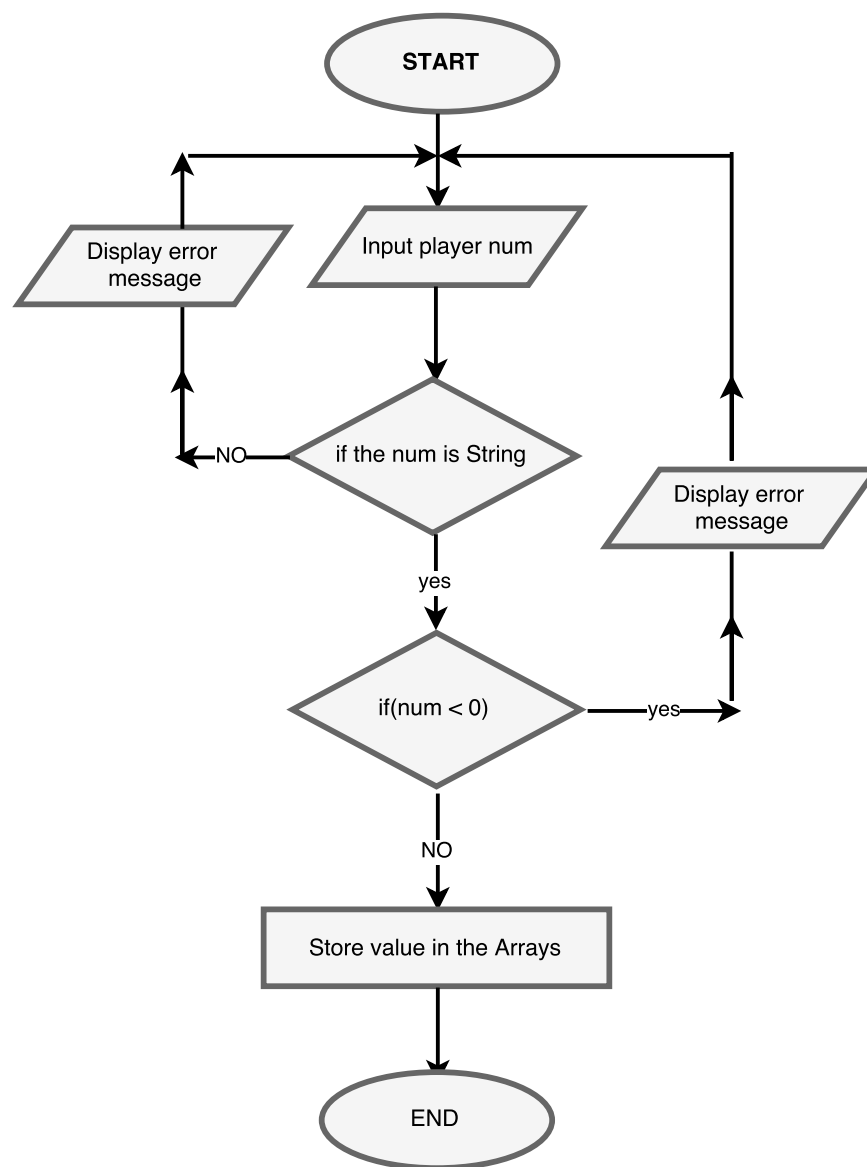 START
Display error
message
Input player num
if the num is String
NO
Display error
message
yes
if(num < 0)
yes
NO
Store value in the Arrays
END